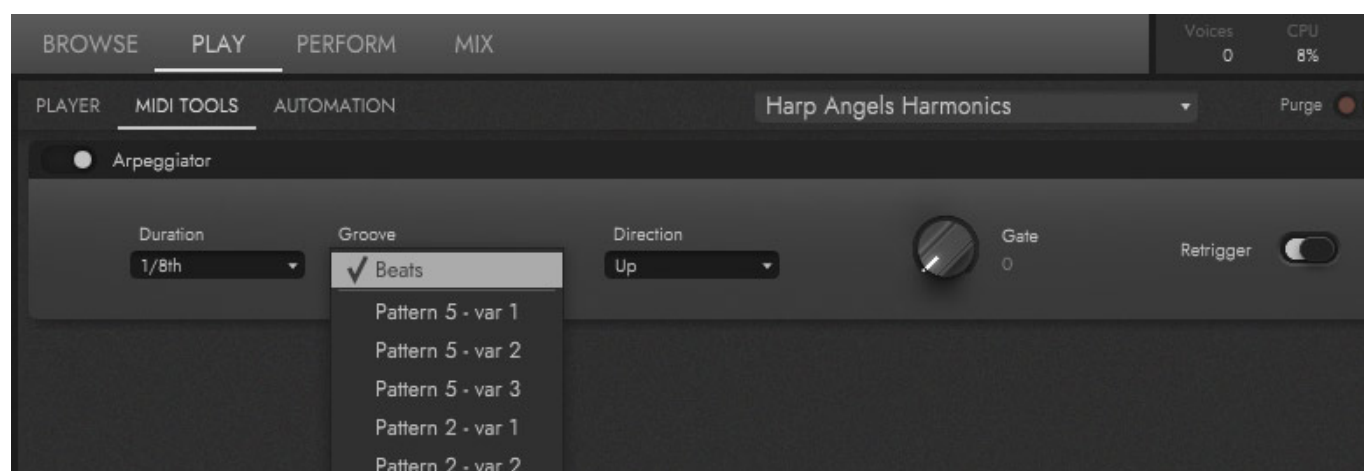 BROWSE PLAY PERFORM MIX Voices CPU
0 8%
PLAYER MIDI TOOLS AUTOMATION Harp Angels Harmonics Purge
Arpeggiator
Duration Groove Direction Gate
1/8th Beats Up 0 Retrigger
Pattern 5 - var 1
Pattern 5 - var 2
Pattern 5 - var 3
Pattern 2 - var 1
Pattern 2 - var 2